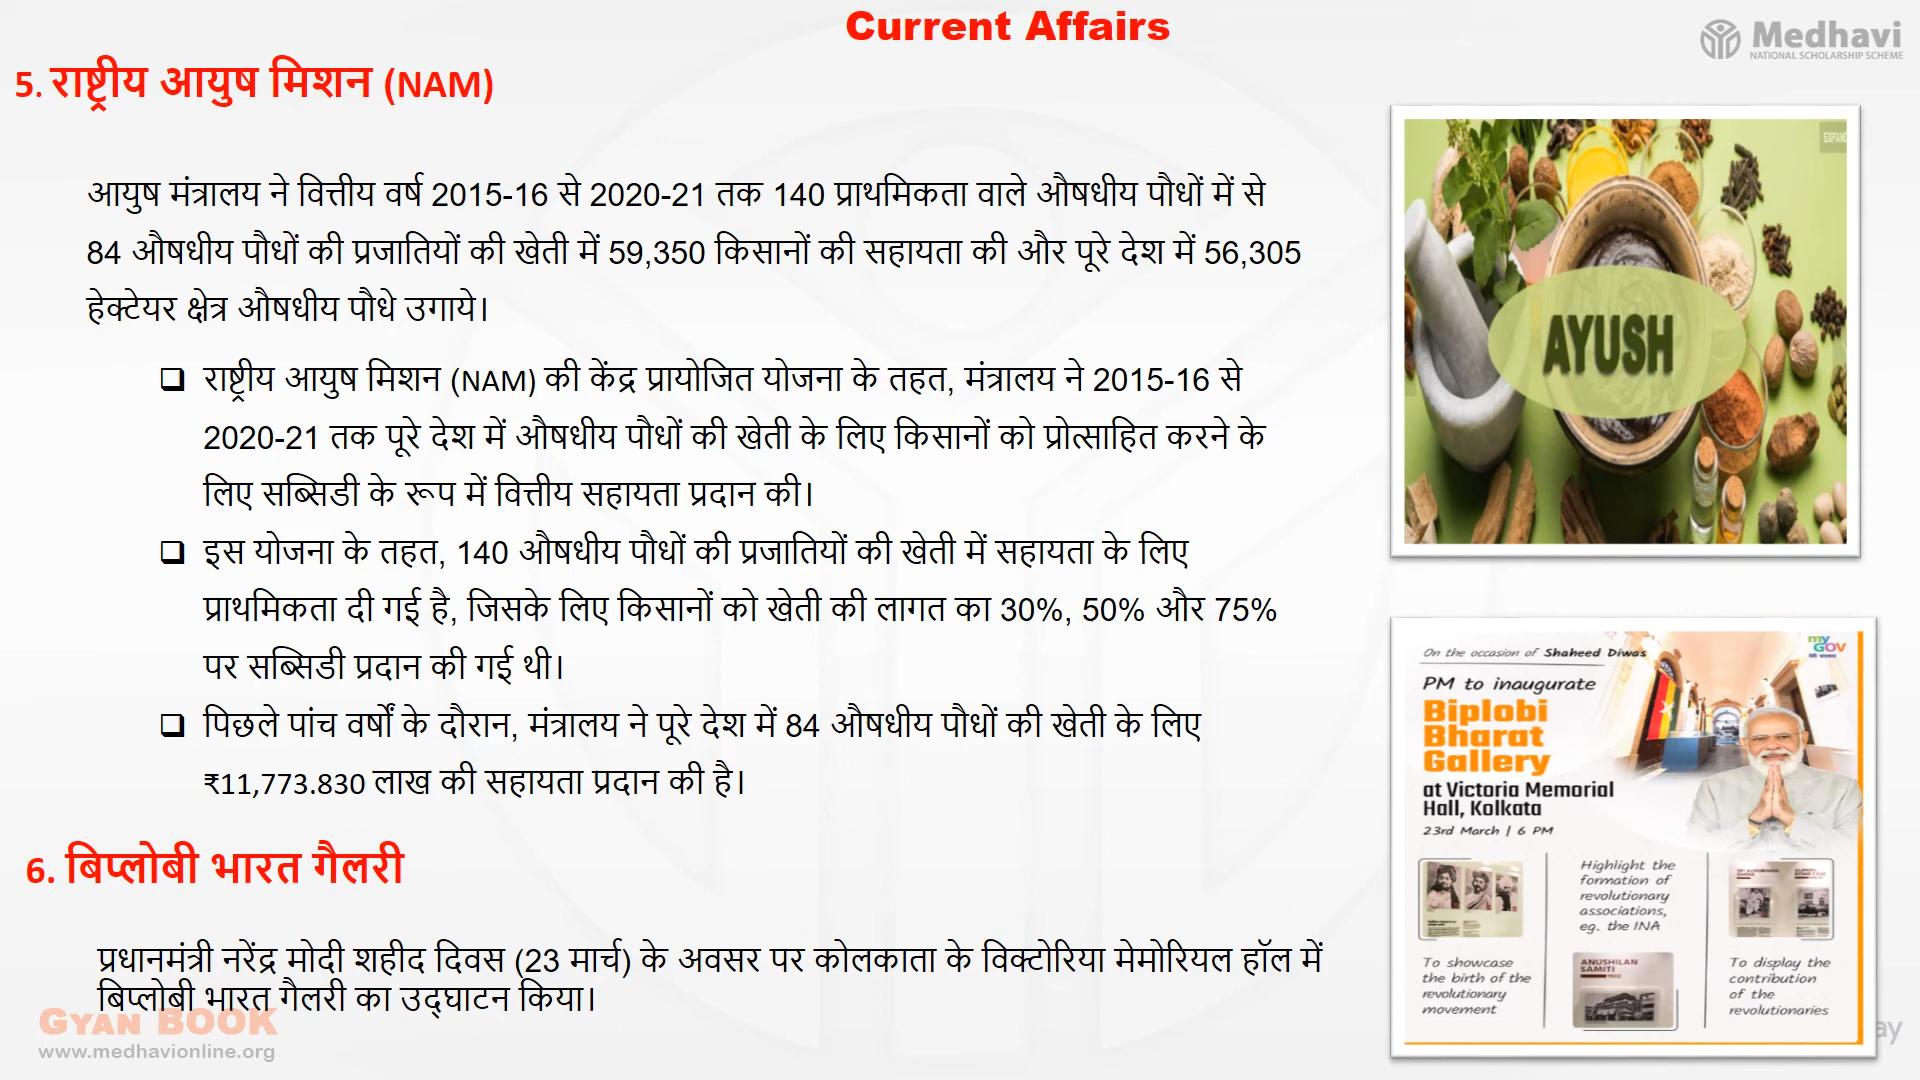 Current Affairs
Medhavi
NATIONAL SCHOLARSHIP SCHEME
5. राष्ट्रीय आयुष मिशन (NAM)
आयुष मंत्रालय ने वित्तीय वर्ष 2015-16 से 2020-21 तक 140 प्राथमिकता वाले औषधीय पौधों में से
84 औषधीय पौधों की प्रजातियों की खेती में 59,350 किसानों की सहायता की और पूरे देश में 56,305
हेक्टेयर क्षेत्र औषधीय पौधे उगाये।
❑ राष्ट्रीय आयुष मिशन (NAM) की केंद्र प्रायोजित योजना के तहत, मंत्रालय ने 2015-16 से
2020-21 तक पूरे देश में औषधीय पौधों की खेती के लिए किसानों को प्रोत्साहित करने के
लिए सब्सिडी के रूप में वित्तीय सहायता प्रदान की।
❑ इस योजना के तहत, 140 औषधीय पौधों की प्रजातियों की खेती में सहायता के लिए
प्राथमिकता दी गई है, जिसके लिए किसानों को खेती की लागत का 30%, 50% और 75%
पर सब्सिडी प्रदान की गई थी।
❑ पिछले पांच वर्षों के दौरान, मंत्रालय ने पूरे देश में 84 औषधीय पौधों की खेती के लिए
₹11,773.830 लाख की सहायता प्रदान की है।
6. बिप्लोबी भारत गैलरी
प्रधानमंत्री नरेंद्र मोदी शहीद दिवस (23 मार्च) के अवसर पर कोलकाता के विक्टोरिया मेमोरियल हॉल में
बिप्लोबी भारत गैलरी का उद्घाटन किया।
GYAN BOOK
www.medhavionline.org
AYUSH
my
GOV
On the occasion of Shaheed Diwas
PM to inaugurate
Biplobi
Bharat
Gallery
at Victoria Memorial
Hall, Kolkata
23rd March | 6 PM
Highlight the
formation of
revolutionary
associations,
eg. the INA
To showcase
the birth of the
revolutionary
movement
ANUSHILAN
SAMITI
To display the
contribution
of the
revolutionaries